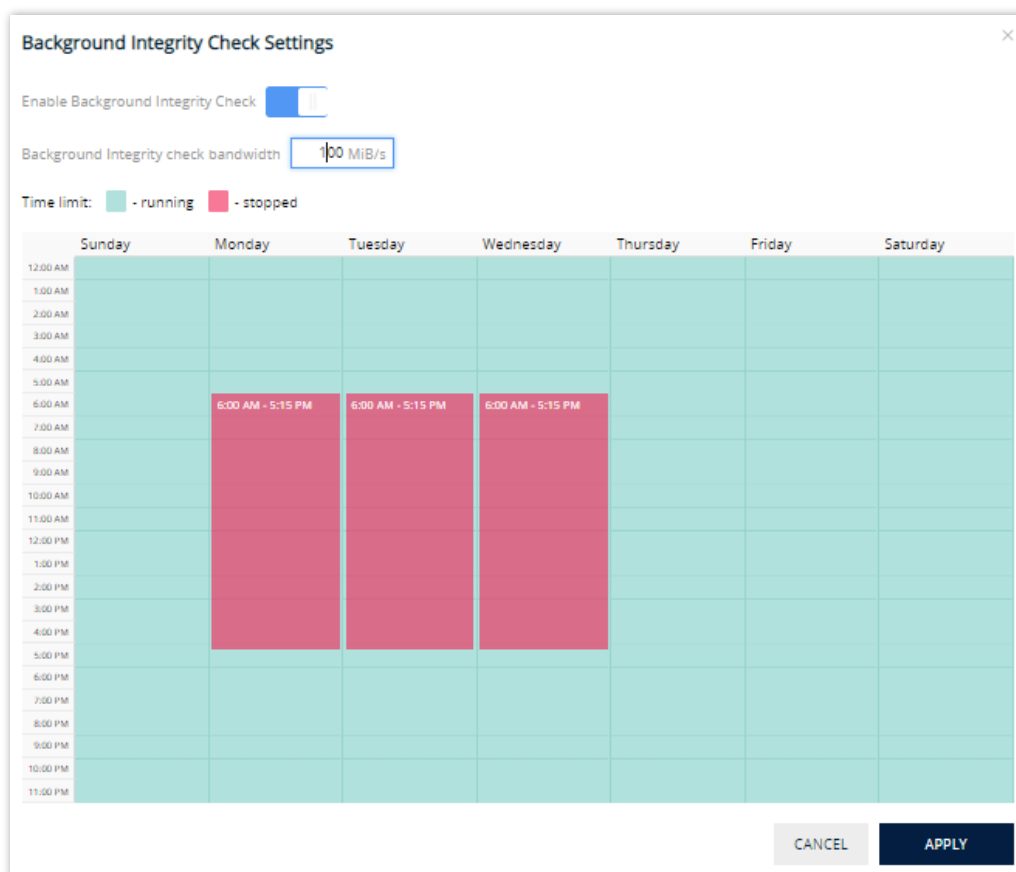 Background Integrity Check Settings
Enable Background Integrity Check
Background Integrity check bandwidth 100 MiB/s
Time limit: - running - stopped
Sunday Monday Tuesday Wednesday Thursday Friday Saturday
12:00 AM
1:00 AM
2:00 AM
3:00 AM
4:00 AM
5:00 AM
6:00 AM 6:00 AM - 5:15 PM 6:00 AM - 5:15 PM 6:00 AM - 5:15 PM
7:00 AM
8:00 AM
9:00 AM
10:00 AM
11:00 AM
12:00 PM
1:00 PM
2:00 PM
3:00 PM
4:00 PM
5:00 PM
6:00 PM
7:00 PM
8:00 PM
9:00 PM
10:00 PM
11:00 PM
CANCEL APPLY